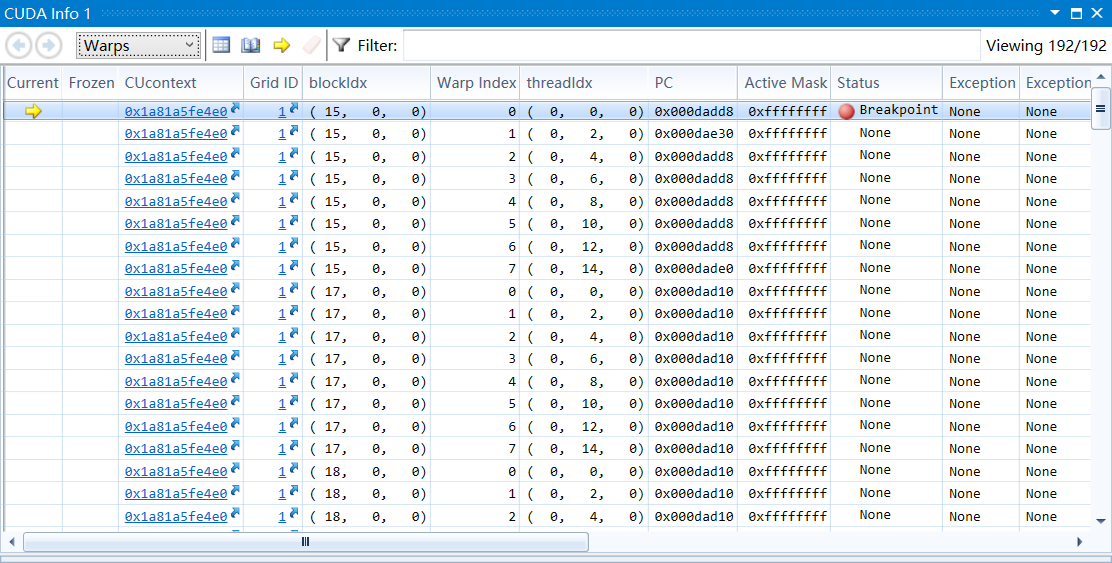 CUDA Info 1
Warps Filter: Viewing 192/192
Current Frozen CUcontext Grid ID blockIdx Warp Index threadIdx PC Active Mask Status Exception Exception
0x1a81a5fe4e0 1 ( 15, 0, 0) 0 ( 0, 0, 0) 0x000dadd8 0xffffffff Breakpoint None None
0x1a81a5fe4e0 1 ( 15, 0, 0) 1 ( 0, 2, 0) 0x000dae30 0xffffffff None None None
0x1a81a5fe4e0 1 ( 15, 0, 0) 2 ( 0, 4, 0) 0x000dadd8 0xffffffff None None None
0x1a81a5fe4e0 1 ( 15, 0, 0) 3 ( 0, 6, 0) 0x000dadd8 0xffffffff None None None
0x1a81a5fe4e0 1 ( 15, 0, 0) 4 ( 0, 8, 0) 0x000dadd8 0xffffffff None None None
0x1a81a5fe4e0 1 ( 15, 0, 0) 5 ( 0, 10, 0) 0x000dadd8 0xffffffff None None None
0x1a81a5fe4e0 1 ( 15, 0, 0) 6 ( 0, 12, 0) 0x000dadd8 0xffffffff None None None
0x1a81a5fe4e0 1 ( 15, 0, 0) 7 ( 0, 14, 0) 0x000dade0 0xffffffff None None None
0x1a81a5fe4e0 1 ( 17, 0, 0) 0 ( 0, 0, 0) 0x000dad10 0xffffffff None None None
0x1a81a5fe4e0 1 ( 17, 0, 0) 1 ( 0, 2, 0) 0x000dad10 0xffffffff None None None
0x1a81a5fe4e0 1 ( 17, 0, 0) 2 ( 0, 4, 0) 0x000dad10 0xffffffff None None None
0x1a81a5fe4e0 1 ( 17, 0, 0) 3 ( 0, 6, 0) 0x000dad10 0xffffffff None None None
0x1a81a5fe4e0 1 ( 17, 0, 0) 4 ( 0, 8, 0) 0x000dad10 0xffffffff None None None
0x1a81a5fe4e0 1 ( 17, 0, 0) 5 ( 0, 10, 0) 0x000dad10 0xffffffff None None None
0x1a81a5fe4e0 1 ( 17, 0, 0) 6 ( 0, 12, 0) 0x000dad10 0xffffffff None None None
0x1a81a5fe4e0 1 ( 17, 0, 0) 7 ( 0, 14, 0) 0x000dad10 0xffffffff None None None
0x1a81a5fe4e0 1 ( 18, 0, 0) 0 ( 0, 0, 0) 0x000dad10 0xffffffff None None None
0x1a81a5fe4e0 1 ( 18, 0, 0) 1 ( 0, 2, 0) 0x000dad10 0xffffffff None None None
0x1a81a5fe4e0 1 ( 18, 0, 0) 2 ( 0, 4, 0) 0x000dad10 0xffffffff None None None